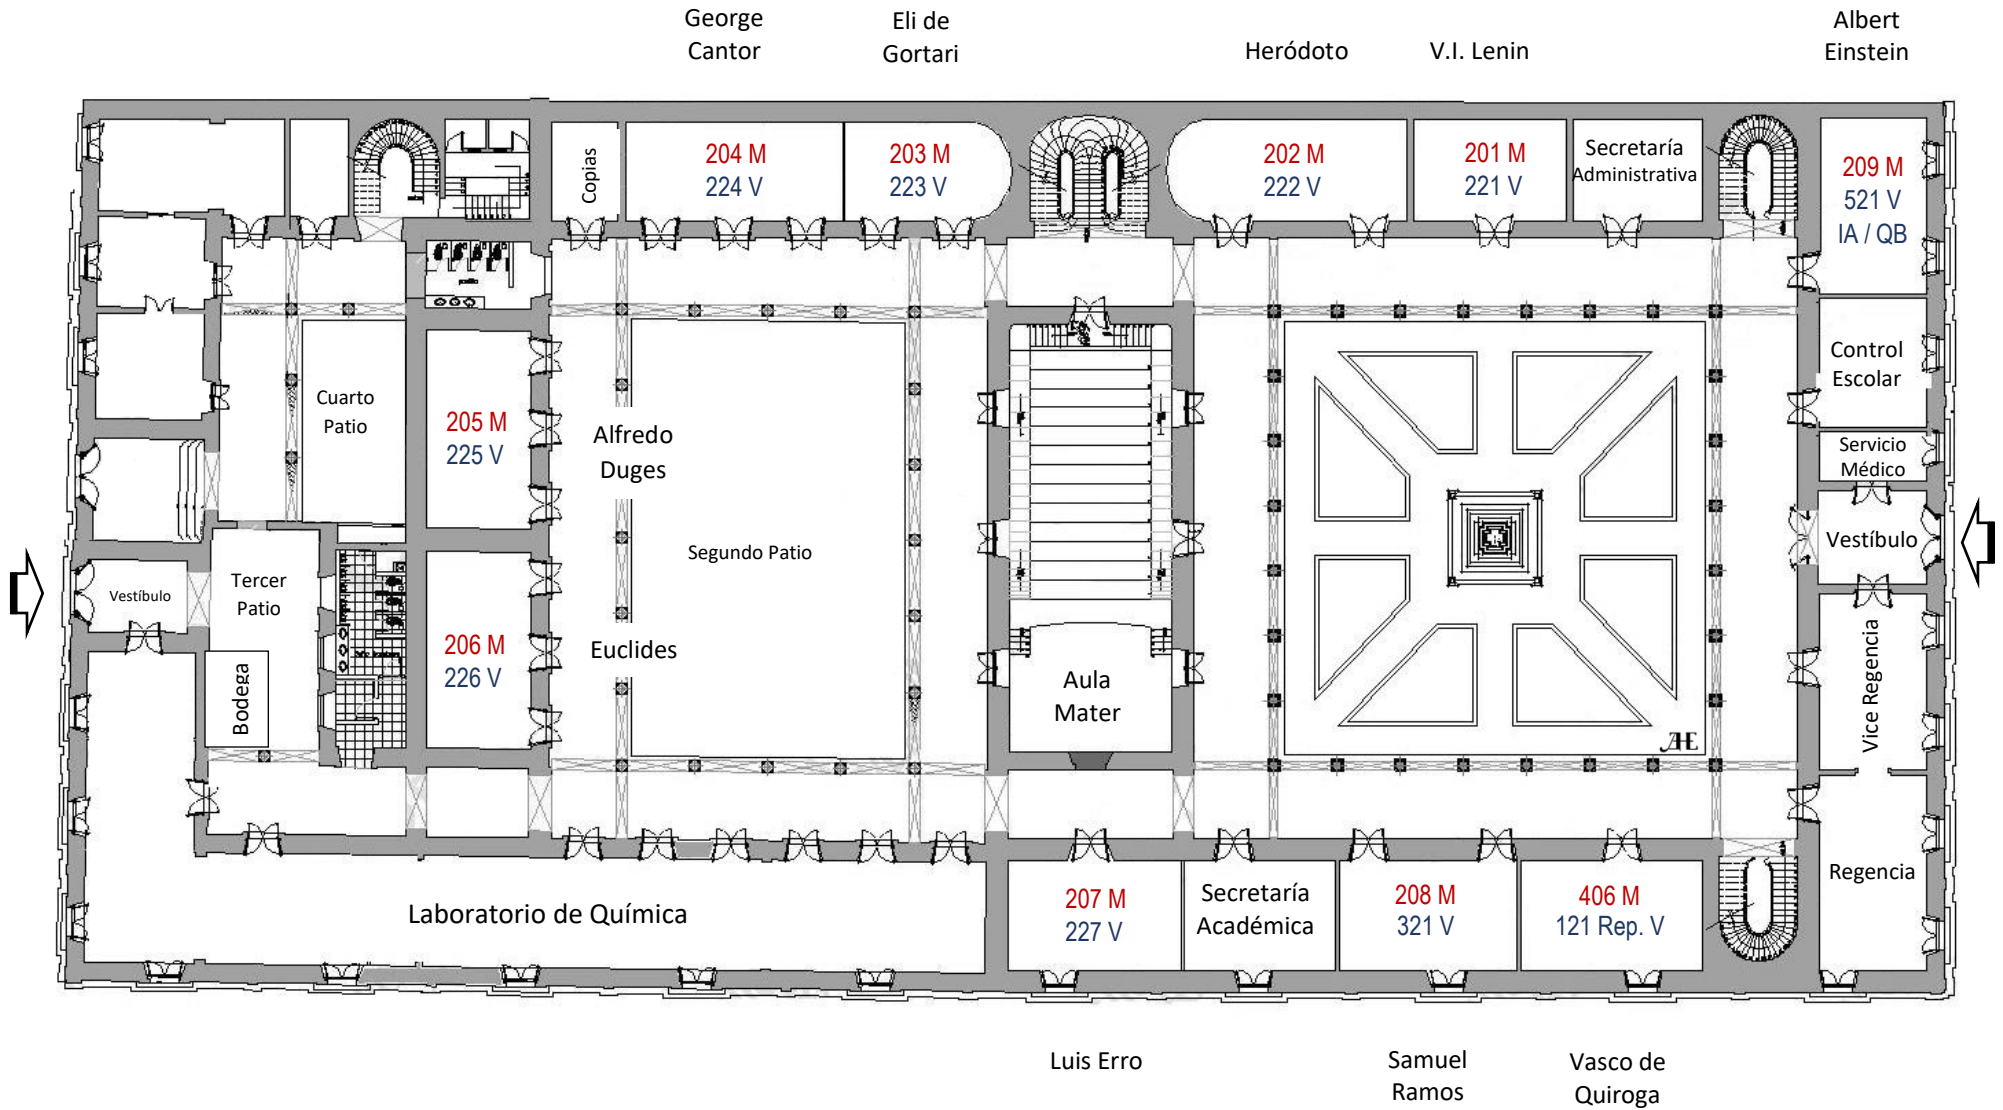 George
Cantor
Eli de
Gortari
Heródoto
V.I. Lenin
Albert
Einstein
Copias
204 M
224 V
203 M
223 V
202 M
222 V
201 M
221 V
Secretaría
Administrativa
209 M
521 V
IA / QB
Cuarto
Patio
205 M
225 V
Alfredo
Duges
Control
Escolar
Servicio
Médico
Segundo Patio
Vestíbulo
Vestíbulo
Tercer
Patio
206 M
226 V
Euclides
Bodega
Aula
Mater
Vice Regencia
207 M
227 V
Secretaría
Académica
208 M
321 V
406 M
121 Rep. V
Regencia
Laboratorio de Química
Luis Erro
Samuel
Ramos
Vasco de
Quiroga